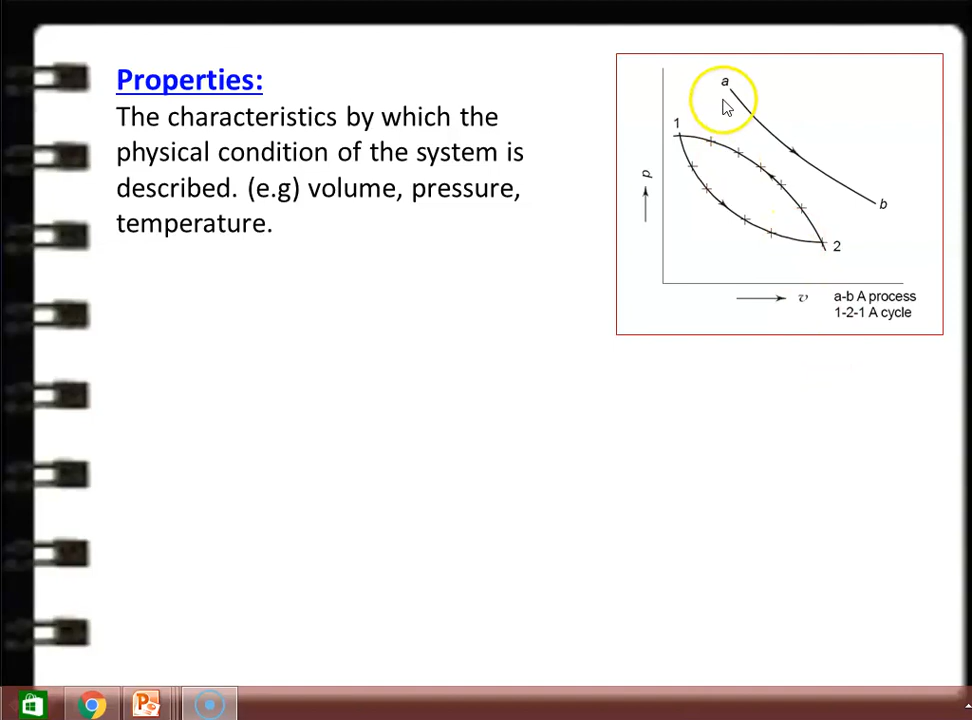 Properties:
The characteristics by which the
physical condition of the system is
described. (e.g) volume, pressure,
temperature.
a
1
p
b
2
v
a-b A process
1-2-1 A cycle